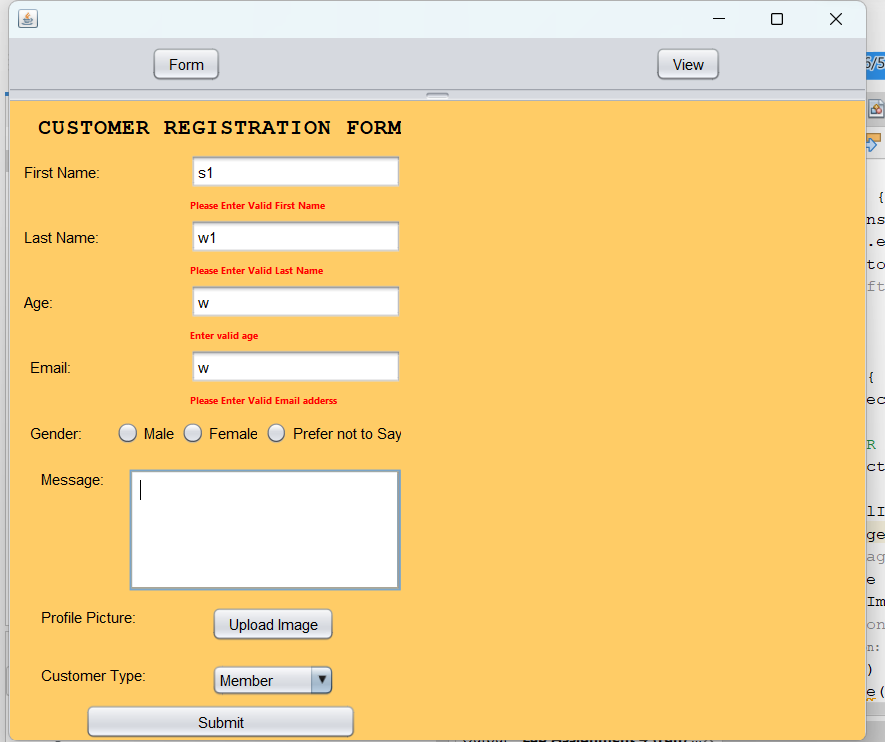 Form View
CUSTOMER REGISTRATION FORM
First Name: s1
Please Enter Valid First Name
Last Name: w1
Please Enter Valid Last Name
Age: w
Enter valid age
Email: w
Please Enter Valid Email adderss
Gender: Male Female Prefer not to Say
Message:
Profile Picture: Upload Image
Customer Type: Member
Submit